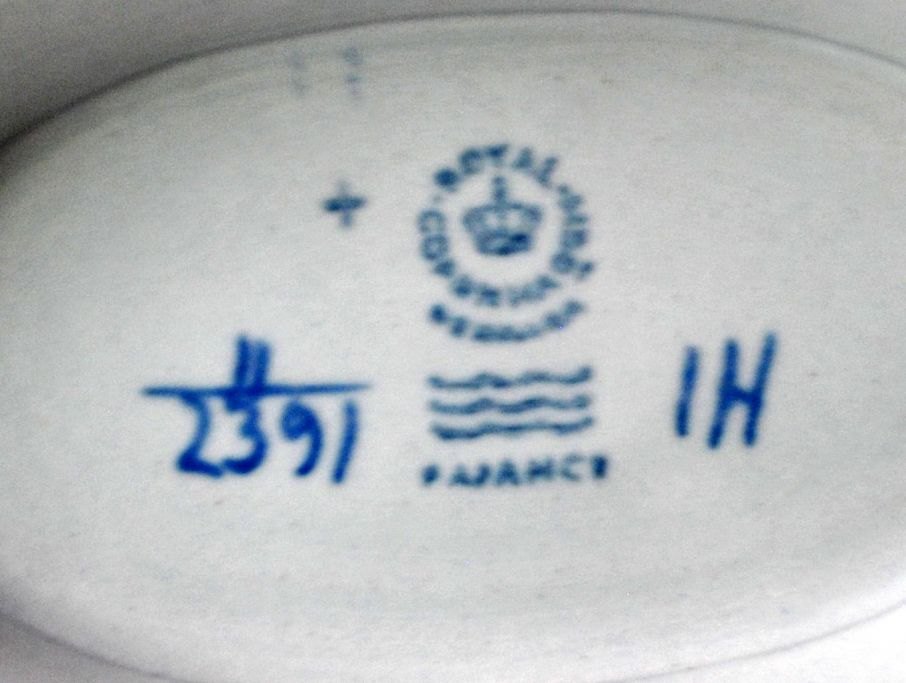 ROYAL
COPENHAGEN
DENMARK
11
2391
IH
FAJANCE